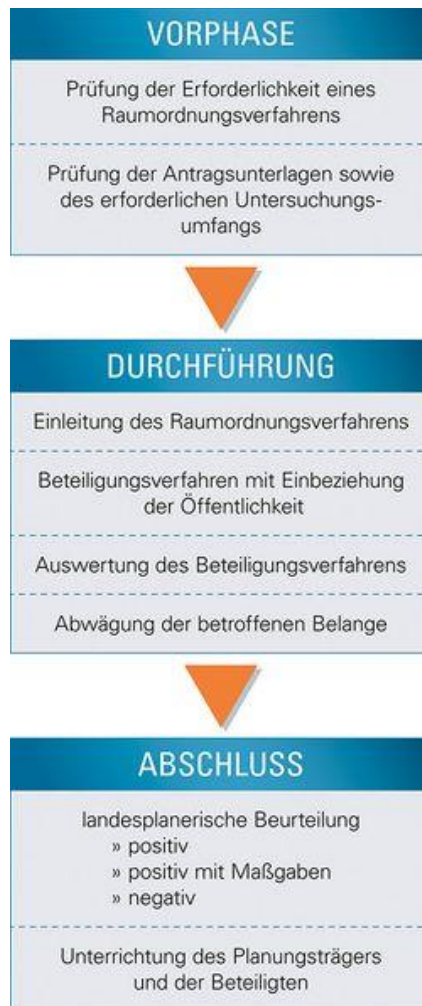 VORPHASE
Prüfung der Erforderlichkeit eines
Raumordnungsverfahrens
Prüfung der Antragsunterlagen sowie
des erforderlichen Untersuchungs-
umfangs
DURCHFÜHRUNG
Einleitung des Raumordnungsverfahrens
Beteiligungsverfahren mit Einbeziehung
der Öffentlichkeit
Auswertung des Beteiligungsverfahrens
Abwägung der betroffenen Belange
ABSCHLUSS
landesplanerische Beurteilung
» positiv
» positiv mit Maßgaben
» negativ
Unterrichtung des Planungsträgers
und der Beteiligten